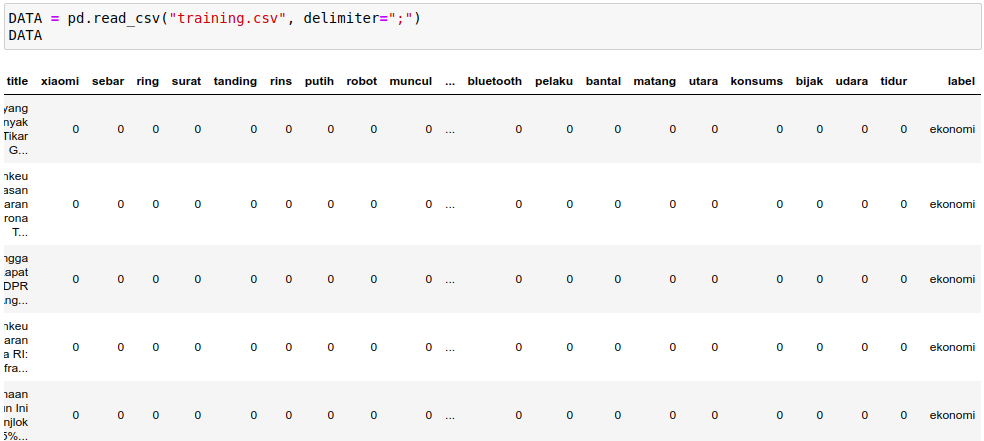 DATA = pd.read_csv("training.csv", delimiter=";")
DATA
title xiaomi sebar ring surat tanding rins putih robot muncul ... bluetooth pelaku bantal matang utara konsums bijak udara tidur label
yang
nyak
Tikar
G...
0 0 0 0 0 0 0 0 0 ... 0 0 0 0 0 0 0 0 0 ekonomi
nkeu
asan
aran
rona
T...
0 0 0 0 0 0 0 0 0 ... 0 0 0 0 0 0 0 0 0 ekonomi
ngga
apat
DPR
ng...
0 0 0 0 0 0 0 0 0 ... 0 0 0 0 0 0 0 0 0 ekonomi
nkeu
aran
a RI:
fra...
0 0 0 0 0 0 0 0 0 ... 0 0 0 0 0 0 0 0 0 ekonomi
naan
un Ini
njlok
5%...
0 0 0 0 0 0 0 0 0 ... 0 0 0 0 0 0 0 0 0 ekonomi